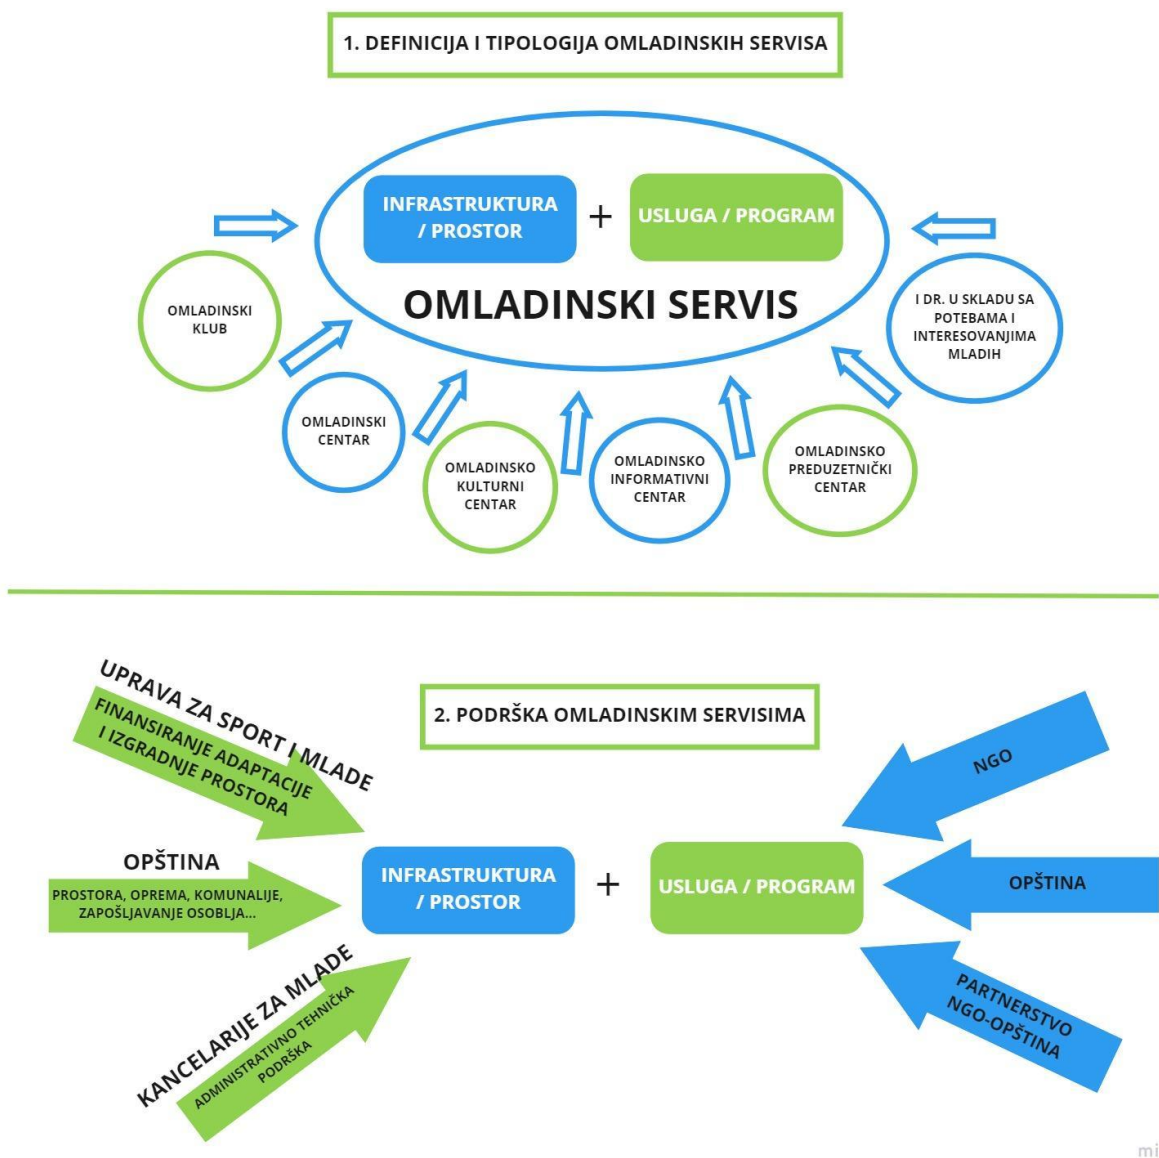 1. DEFINICIJA I TIPOLOGIJA OMLADINSKIH SERVISA
INFRASTRUKTURA
/ PROSTOR
+
USLUGA / PROGRAM
OMLADINSKI SERVIS
OMLADINSKI
KLUB
OMLADINSKI
CENTAR
OMLADINSKO
KULTURNI
CENTAR
OMLADINSKO
INFORMATIVNI
CENTAR
OMLADINSKO
PREDUZETNIČKI
CENTAR
I DR. U SKLADU SA
POTEBAMA I
INTERESOVANJIMA
MLADIH
2. PODRŠKA OMLADINSKIM SERVISIMA
UPRAVA ZA SPORT I MLADE
FINANSIRANJE ADAPTACIJE
I IZGRADNJE PROSTORA
OPŠTINA
PROSTORA, OPREMA, KOMUNALIJE,
ZAPOŠLJAVANJE OSOBLJA...
KANCELARIJE ZA MLADE
ADMINISTRATIVNO TEHNIČKA
PODRŠKA
INFRASTRUKTURA
/ PROSTOR
+
USLUGA / PROGRAM
NGO
OPŠTINA
PARTNERSTVO
NGO-OPŠTINA
mi